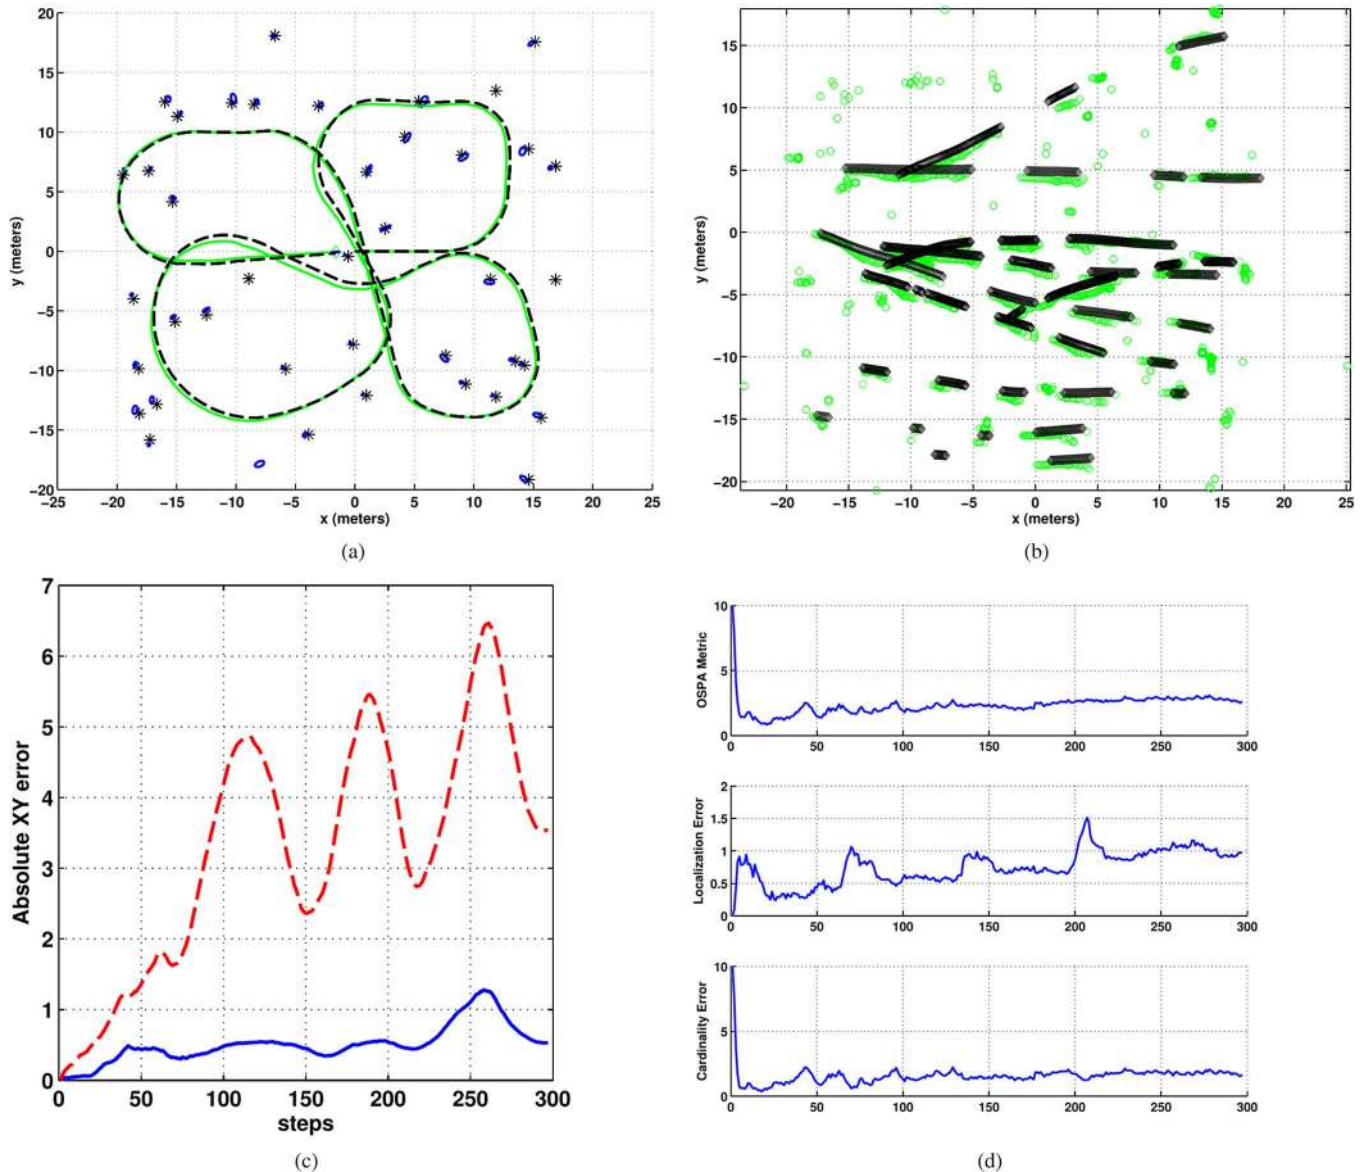 20
15
10
5
0
−5
−10
−15
−20
−25 −20 −15 −10 −5 0 5 10 15 20 25
y (meters)
x (meters)
(a)
15
10
5
0
−5
−10
−15
−20
−20 −15 −10 −5 0 5 10 15 20 25
y (meters)
x (meters)
(b)
7
6
5
4
3
2
1
0
0 50 100 150 200 250 300
Absolute XY error
steps
(c)
OSPA Metric
10
5
0
0 50 100 150 200 250 300
Localization Error
2
1.5
1
0.5
0
0 50 100 150 200 250 300
Cardinality Error
10
5
0
0 50 100 150 200 250 300
(d)